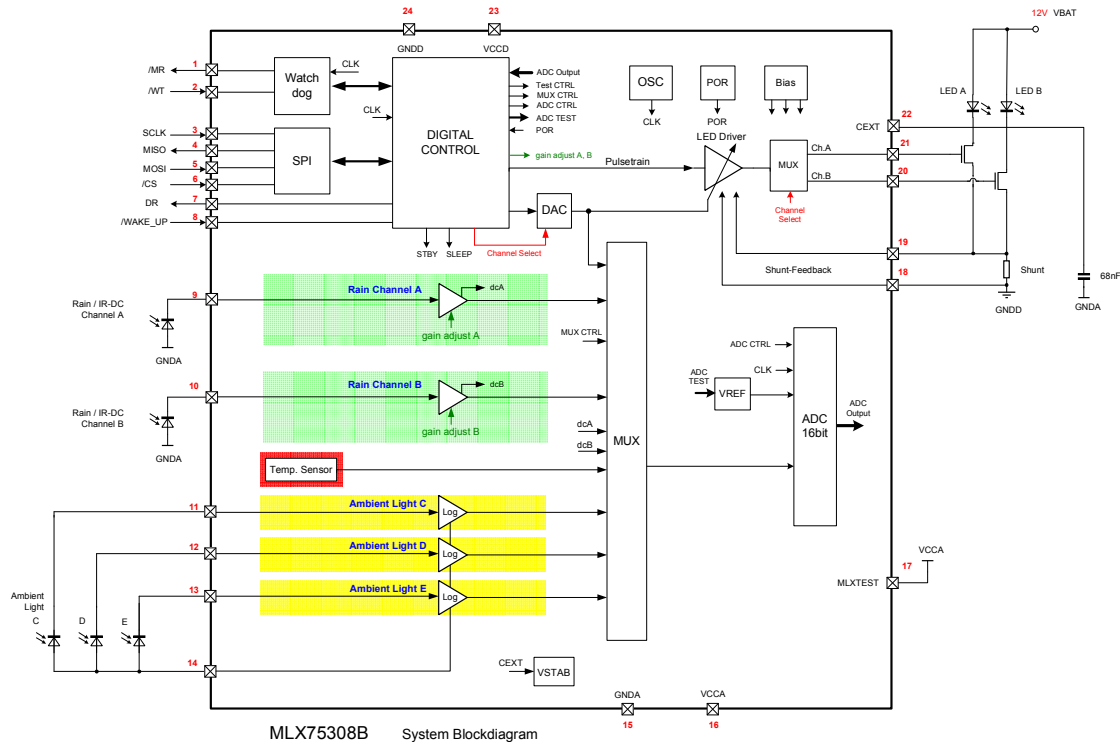 24
23
GNDD
VCCD
12V VBAT
1
/MR
2
/WT
Watch
dog
CLK
CLK
3
SCLK
4
MISO
5
MOSI
6
/CS
SPI
7
DR
8
/WAKE_UP
DIGITAL
CONTROL
ADC Output
Test CTRL
MUX CTRL
ADC CTRL
ADC TEST
POR
gain adjust A, B
Pulsetrain
OSC
CLK
POR
POR
Bias
LED Driver
MUX
Ch.A
Ch.B
Channel
Select
LED A
LED B
CEXT
22
21
20
19
18
Shunt
GNDD
68nF
GNDA
Shunt-Feedback
DAC
STBY
SLEEP
Channel Select
9
Rain / IR-DC
Channel A
GNDA
Rain Channel A
dcA
gain adjust A
MUX CTRL
10
Rain / IR-DC
Channel B
GNDA
Rain Channel B
dcB
gain adjust B
dcA
dcB
MUX
Temp. Sensor
ADC CTRL
CLK
ADC
TEST
VREF
ADC
16bit
ADC
Output
11
Ambient Light C
Log
12
Ambient Light D
Log
13
Ambient Light E
Log
Ambient
Light
C
D
E
14
CEXT
VSTAB
VCCA
17
MLXTEST
GNDA
15
VCCA
16
MLX75308B System Blockdiagram